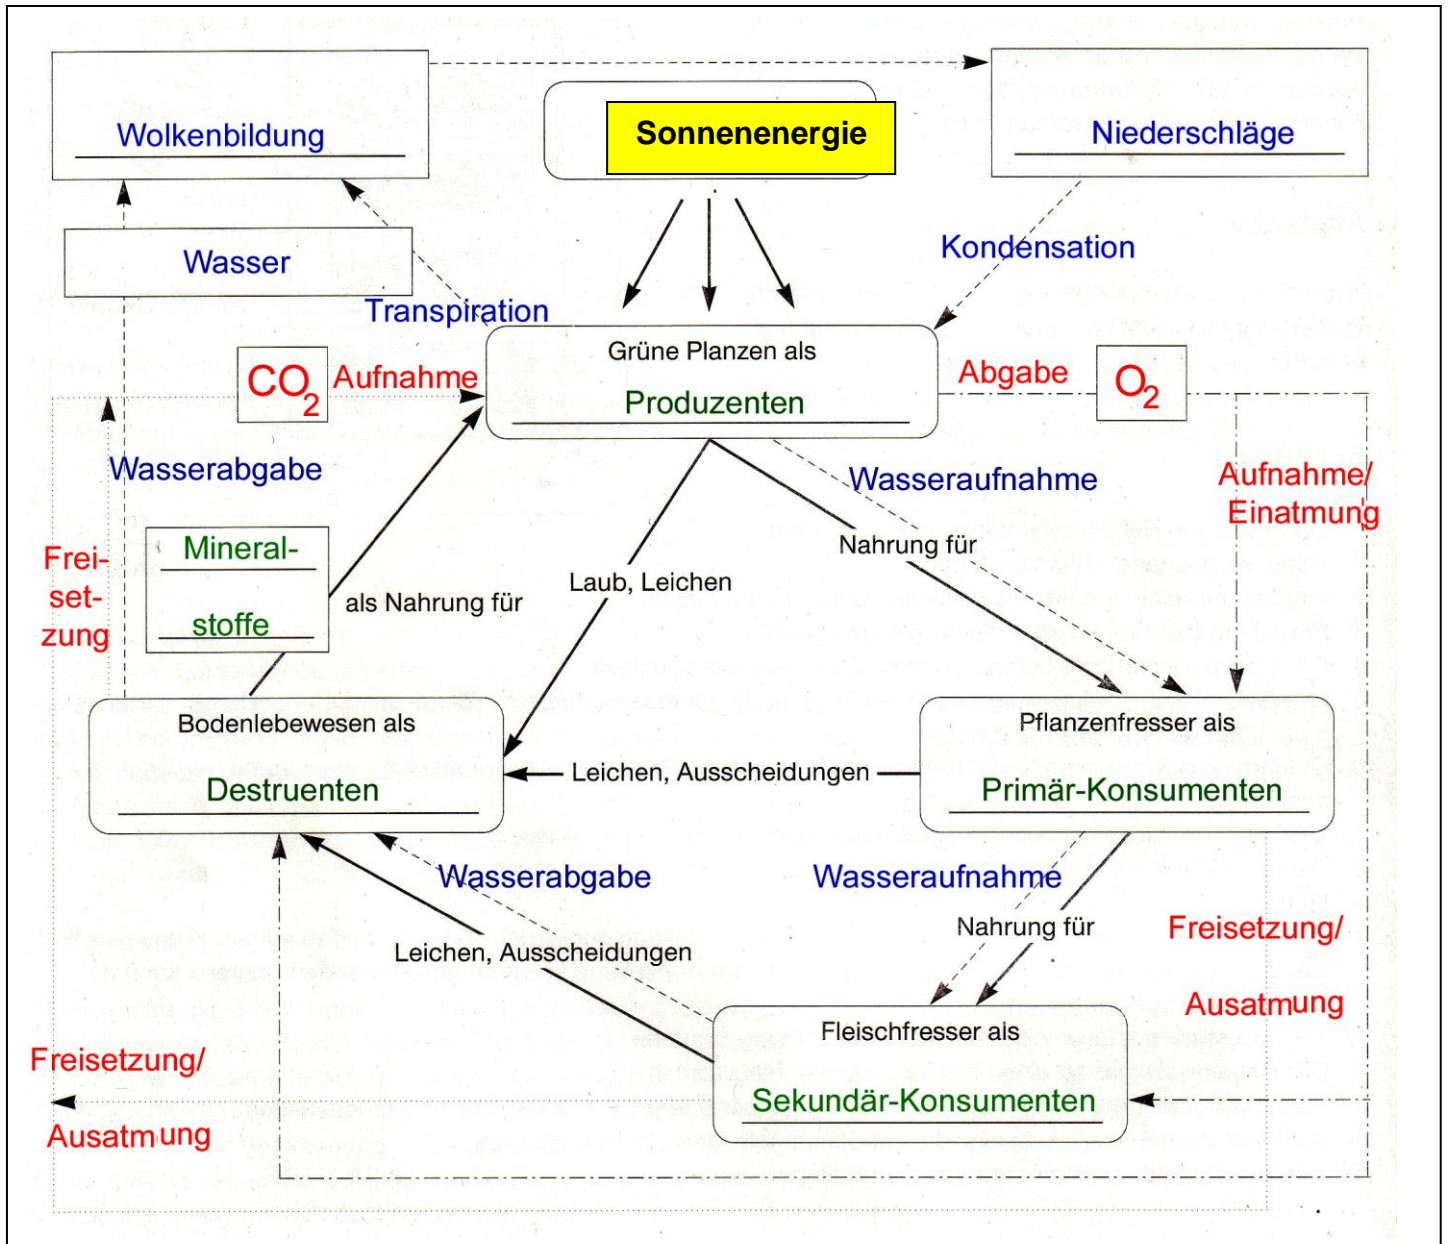 Wolkenbildung
Sonnenenergie
Niederschläge
Wasser
Kondensation
Transpiration
Grüne Planzen als
Produzenten
CO2
Aufnahme
Abgabe
O2
Wasserabgabe
Wasseraufnahme
Aufnahme/
Einatmung
Mineral-
stoffe
Frei-
set-
zung
als Nahrung für
Laub, Leichen
Nahrung für
Bodenlebewesen als
Destruenten
Leichen, Ausscheidungen
Pflanzenfresser als
Primär-Konsumenten
Wasserabgabe
Wasseraufnahme
Leichen, Ausscheidungen
Nahrung für
Freisetzung/
Ausatmung
Fleischfresser als
Sekundär-Konsumenten
Freisetzung/
Ausatmung